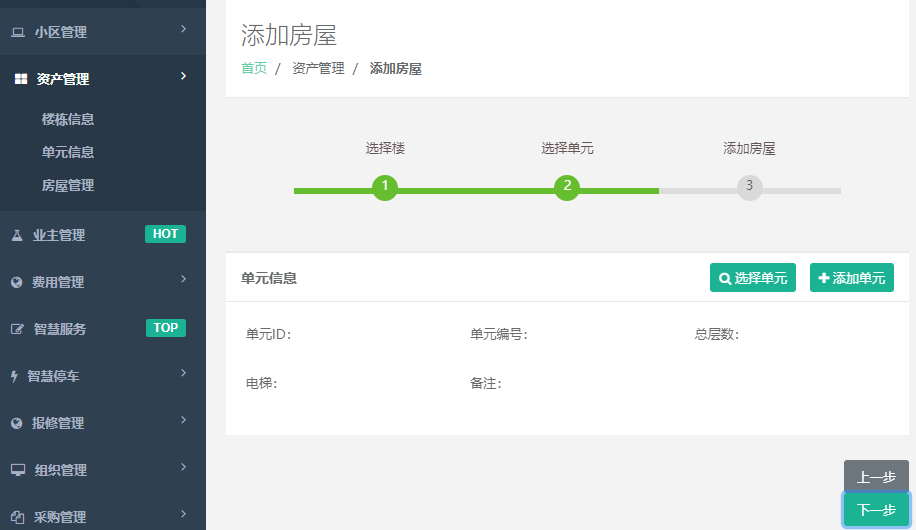 小区管理
资产管理
楼栋信息
单元信息
房屋管理
业主管理 HOT
费用管理
智慧服务 TOP
智慧停车
报修管理
组织管理
采购管理
添加房屋
首页 / 资产管理 / 添加房屋
选择楼 选择单元 添加房屋
1 2 3
单元信息 选择单元 添加单元
单元ID: 单元编号: 总层数:
电梯: 备注:
上一步
下一步